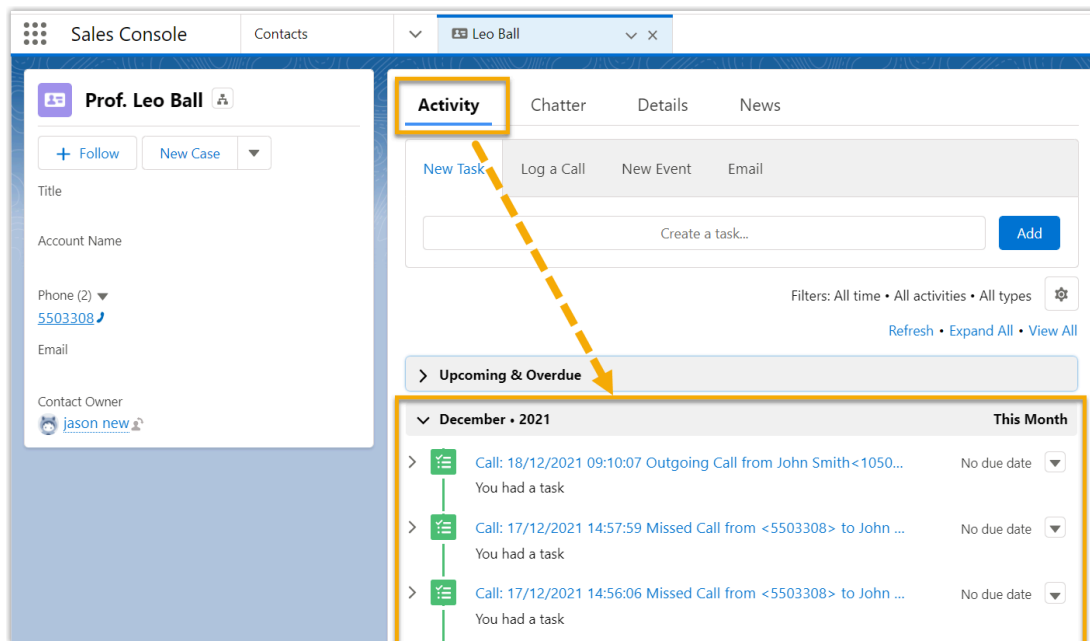 Sales Console
Contacts
Leo Ball
Prof. Leo Ball
+ Follow
New Case
Title
Account Name
Phone (2)
5503308
Email
Contact Owner
jason new
Activity
Chatter
Details
News
New Task
Log a Call
New Event
Email
Create a task...
Add
Filters: All time • All activities • All types
Refresh • Expand All • View All
Upcoming & Overdue
December • 2021 This Month
Call: 18/12/2021 09:10:07 Outgoing Call from John Smith<1050... No due date
You had a task
Call: 17/12/2021 14:57:59 Missed Call from <5503308> to John ... No due date
You had a task
Call: 17/12/2021 14:56:06 Missed Call from <5503308> to John ... No due date
You had a task